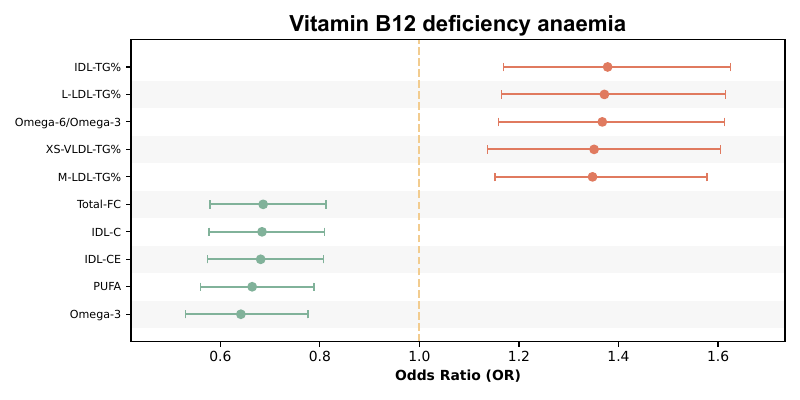 Vitamin B12 deficiency anaemia
IDL-TG%
L-LDL-TG%
Omega-6/Omega-3
XS-VLDL-TG%
M-LDL-TG%
Total-FC
IDL-C
IDL-CE
PUFA
Omega-3
0.6 0.8 1.0 1.2 1.4 1.6
Odds Ratio (OR)